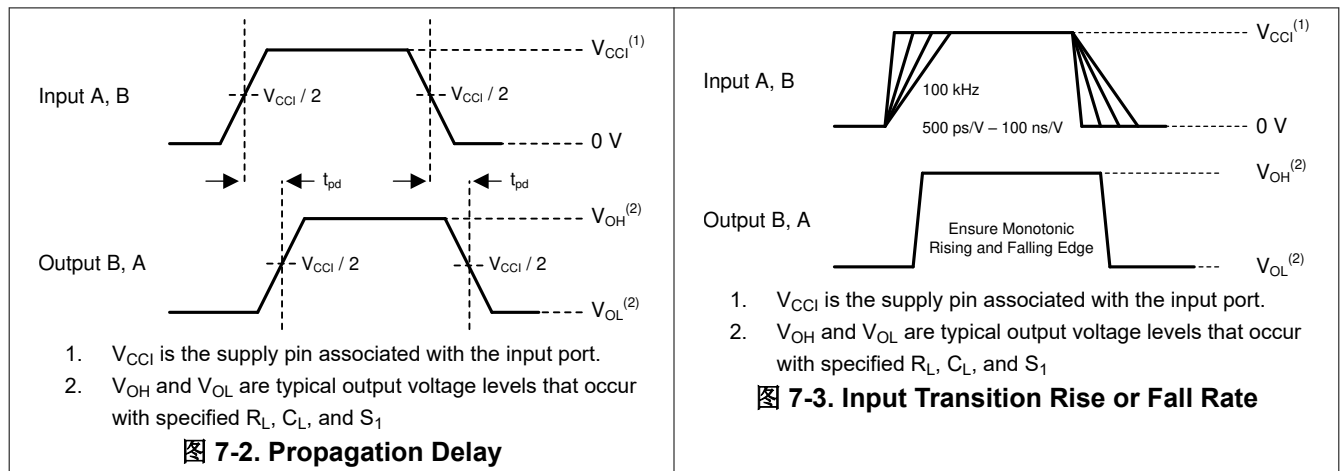 V_CCI^(1)
Input A, B
V_CCI / 2
V_CCI / 2
0 V
t_pd
t_pd
V_OH^(2)
Output B, A
V_CCI / 2
V_CCI / 2
V_OL^(2)
1. V_CCI is the supply pin associated with the input port.
2. V_OH and V_OL are typical output voltage levels that occur
with specified R_L, C_L, and S_1
图 7-2. Propagation Delay
V_CCI^(1)
Input A, B
100 kHz
500 ps/V – 100 ns/V
0 V
V_OH^(2)
Output B, A
Ensure Monotonic
Rising and Falling Edge
V_OL^(2)
1. V_CCI is the supply pin associated with the input port.
2. V_OH and V_OL are typical output voltage levels that occur
with specified R_L, C_L, and S_1
图 7-3. Input Transition Rise or Fall Rate